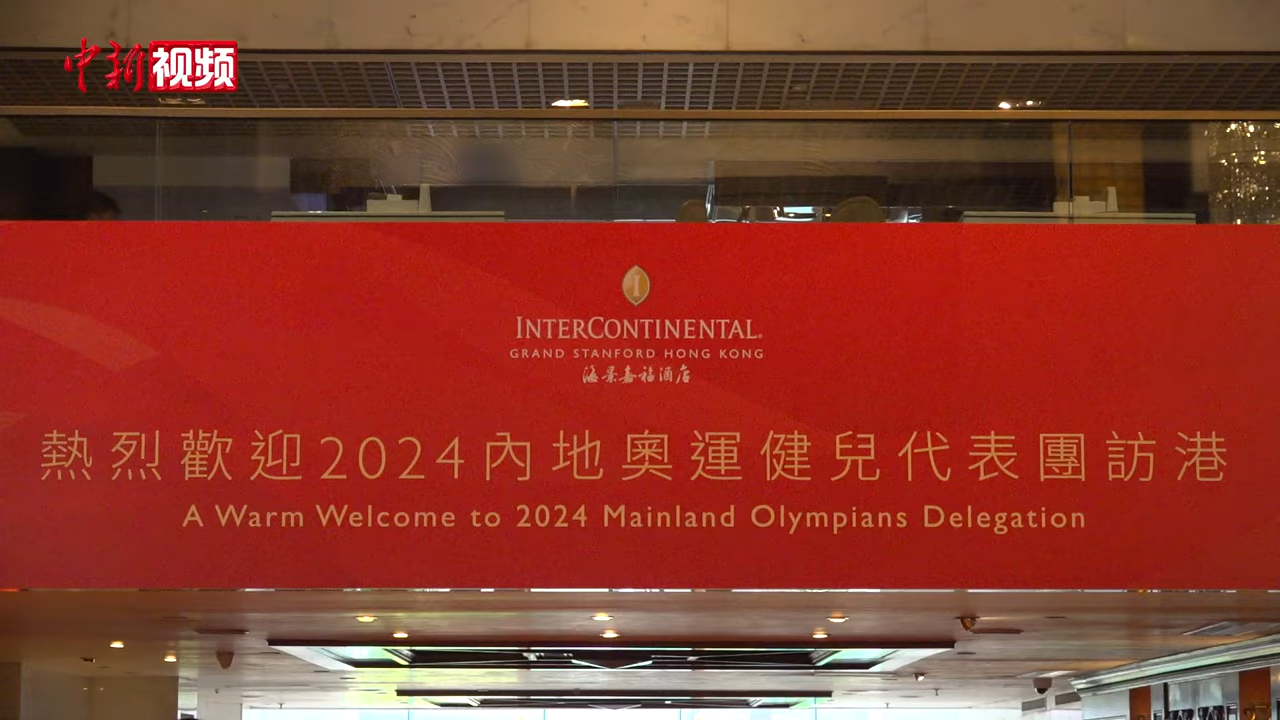 中新视频
INTERCONTINENTAL.
GRAND STANFORD HONG KONG
海景嘉福酒店
熱烈歡迎2024內地奧運健兒代表團訪港
A Warm Welcome to 2024 Mainland Olympians Delegation